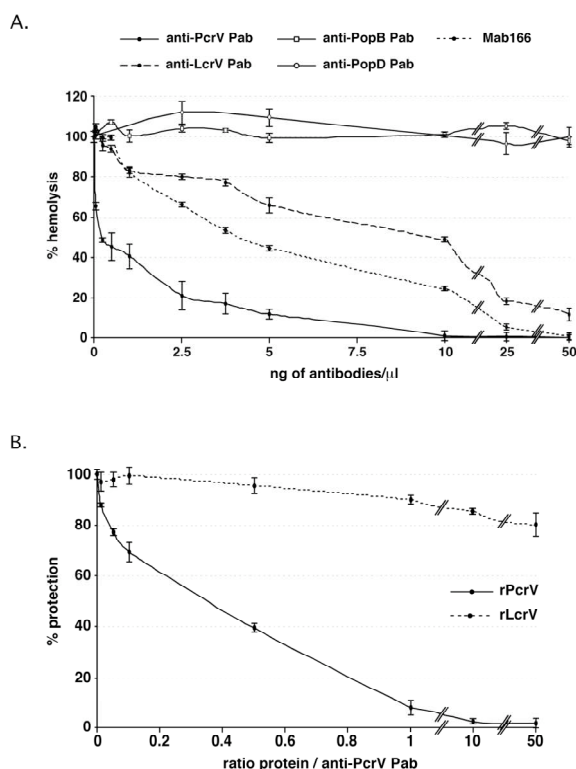 A.
anti-PcrV Pab anti-PopB Pab Mab166
anti-LcrV Pab anti-PopD Pab
120
100
80
60
40
20
0
% hemolysis
0 2.5 5 7.5 10 25 50
ng of antibodies/µl
B.
100
80
60
40
20
0
% protection
rPcrV
rLcrV
0 0.2 0.4 0.6 0.8 1 10 50
ratio protein / anti-PcrV Pab